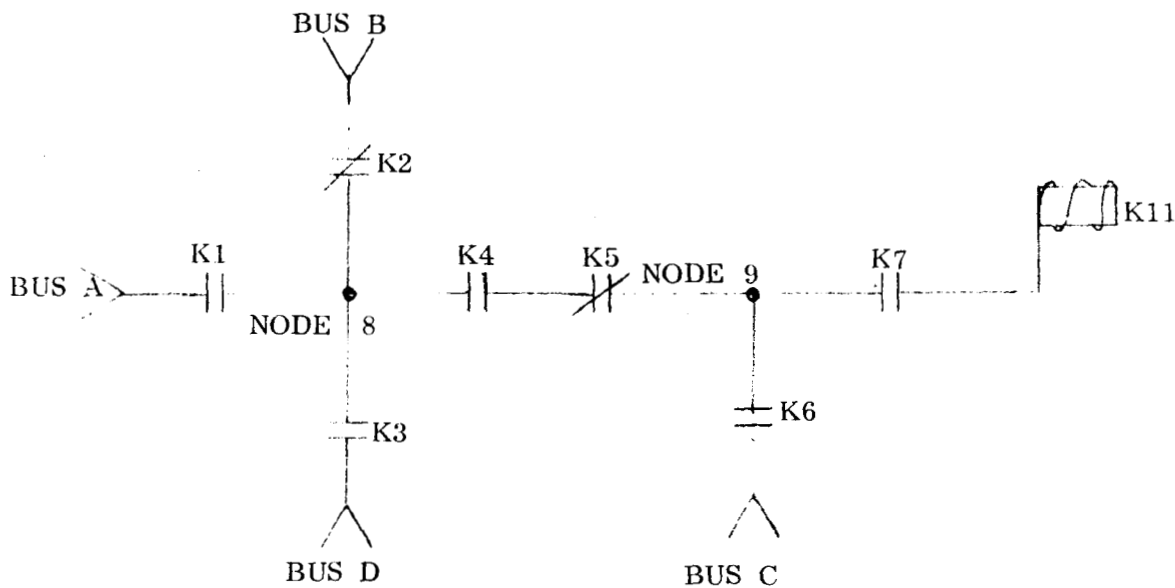 BUS B
K2
K11
K1
K4
K5
NODE 9
K7
BUS A
NODE 8
K3
K6
BUS D
BUS C